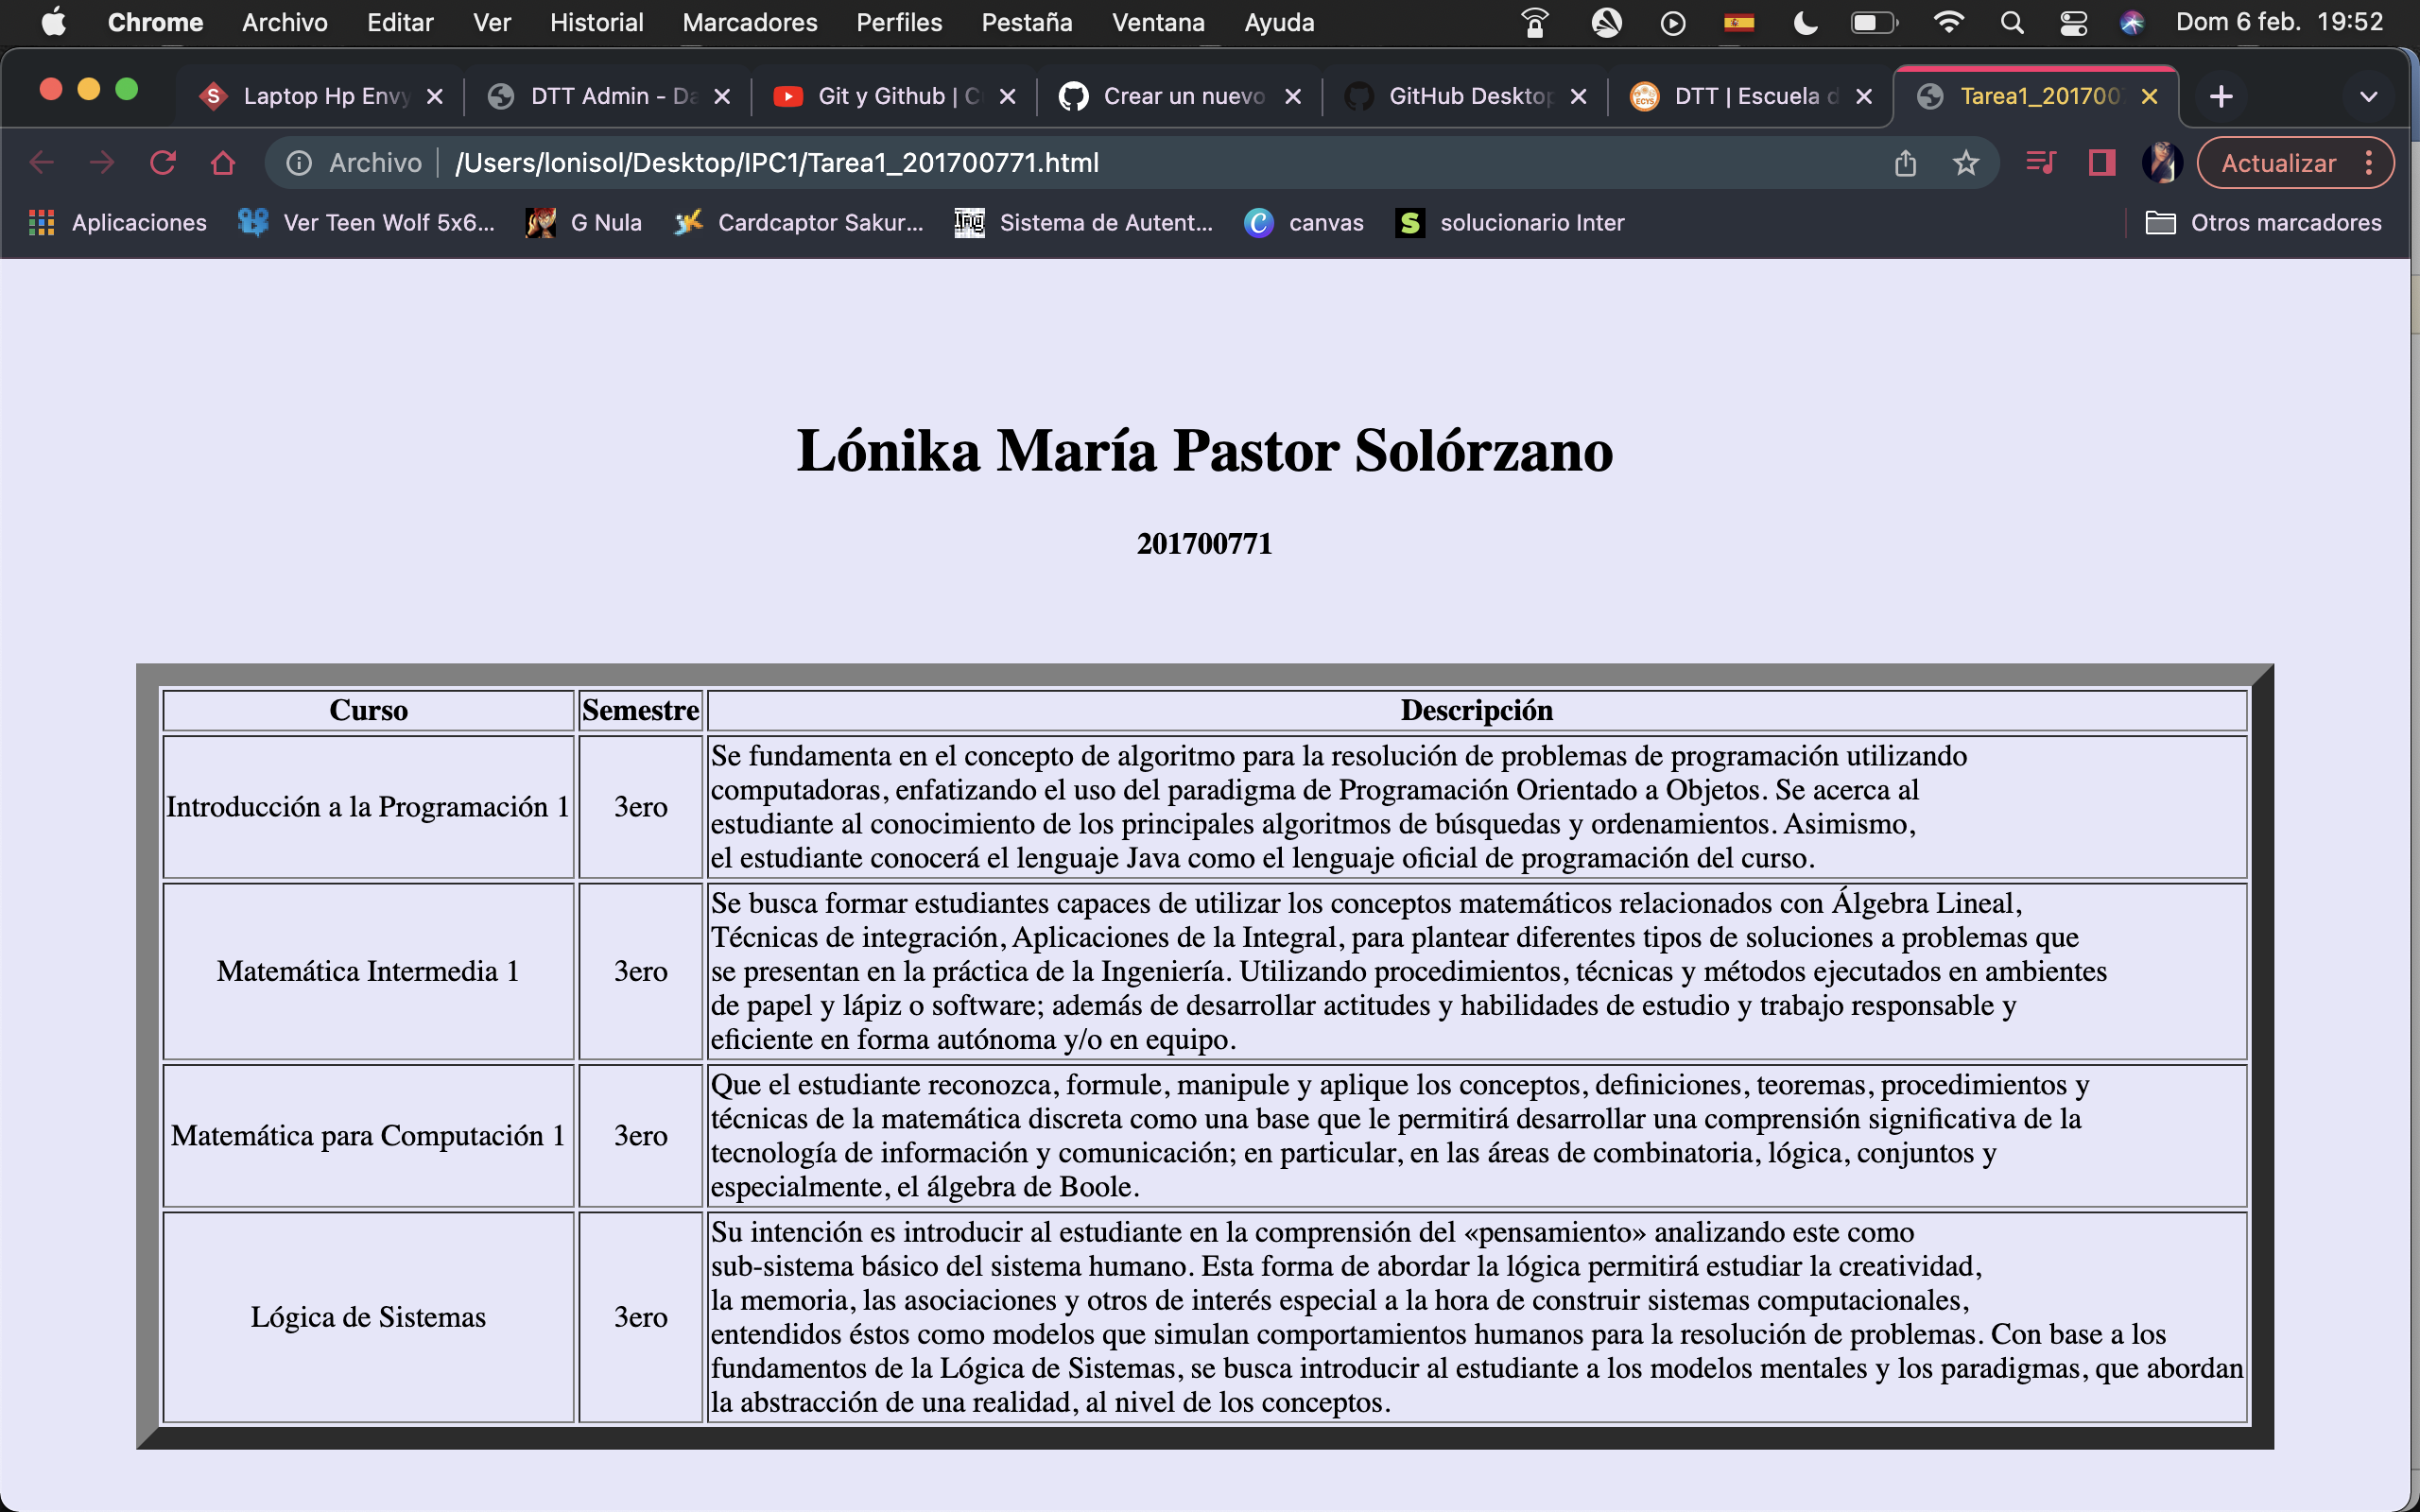 Chrome Archivo Editar Ver Historial Marcadores Perfiles Pestaña Ventana Ayuda Dom 6 feb. 19:52
Laptop Hp Envy DTT Admin - Da Git y Github | Crear un nuevo GitHub Desktop DTT | Escuela d Tarea1_201700
Archivo /Users/lonisol/Desktop/IPC1/Tarea1_201700771.html Actualizar
Aplicaciones Ver Teen Wolf 5x6... G Nula Cardcaptor Sakur... Sistema de Autent... canvas solucionario Inter Otros marcadores
Lónika María Pastor Solórzano
201700771
Curso Semestre Descripción
Introducción a la Programación 1 3ero
Se fundamenta en el concepto de algoritmo para la resolución de problemas de programación utilizando
computadoras, enfatizando el uso del paradigma de Programación Orientado a Objetos. Se acerca al
estudiante al conocimiento de los principales algoritmos de búsquedas y ordenamientos. Asimismo,
el estudiante conocerá el lenguaje Java como el lenguaje oficial de programación del curso.
Matemática Intermedia 1 3ero
Se busca formar estudiantes capaces de utilizar los conceptos matemáticos relacionados con Álgebra Lineal,
Técnicas de integración, Aplicaciones de la Integral, para plantear diferentes tipos de soluciones a problemas que
se presentan en la práctica de la Ingeniería. Utilizando procedimientos, técnicas y métodos ejecutados en ambientes
de papel y lápiz o software; además de desarrollar actitudes y habilidades de estudio y trabajo responsable y
eficiente en forma autónoma y/o en equipo.
Matemática para Computación 1 3ero
Que el estudiante reconozca, formule, manipule y aplique los conceptos, definiciones, teoremas, procedimientos y
técnicas de la matemática discreta como una base que le permitirá desarrollar una comprensión significativa de la
tecnología de información y comunicación; en particular, en las áreas de combinatoria, lógica, conjuntos y
especialmente, el álgebra de Boole.
Lógica de Sistemas 3ero
Su intención es introducir al estudiante en la comprensión del «pensamiento» analizando este como
sub-sistema básico del sistema humano. Esta forma de abordar la lógica permitirá estudiar la creatividad,
la memoria, las asociaciones y otros de interés especial a la hora de construir sistemas computacionales,
entendidos éstos como modelos que simulan comportamientos humanos para la resolución de problemas. Con base a los
fundamentos de la Lógica de Sistemas, se busca introducir al estudiante a los modelos mentales y los paradigmas, que abordan
la abstracción de una realidad, al nivel de los conceptos.